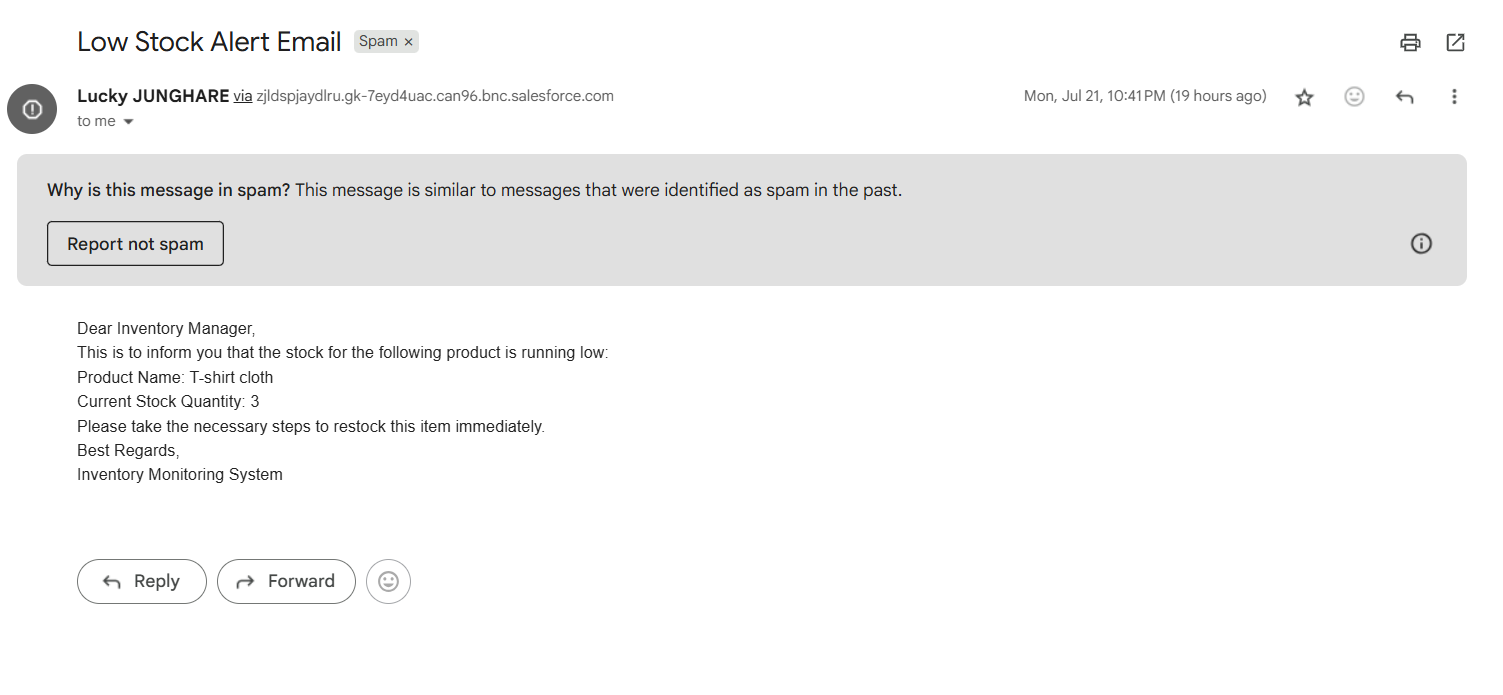 Low Stock Alert Email Spam ×
Lucky JUNGHARE via zjldspjaydlru.gk-7eyd4uac.can96.bnc.salesforce.com Mon, Jul 21, 10:41 PM (19 hours ago)
to me
Why is this message in spam? This message is similar to messages that were identified as spam in the past.
Report not spam
Dear Inventory Manager,
This is to inform you that the stock for the following product is running low:
Product Name: T-shirt cloth
Current Stock Quantity: 3
Please take the necessary steps to restock this item immediately.
Best Regards,
Inventory Monitoring System
Reply Forward